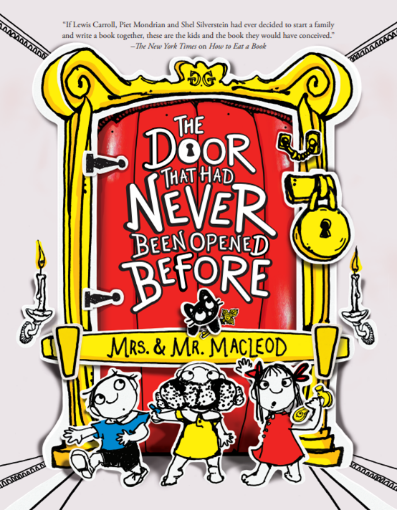 "If Lewis Carroll, Piet Mondrian and Shel Silverstein had ever decided to start a family
and write a book together, these are the kids and the book they would have conceived."
–The New York Times on How to Eat a Book
G G
THE
DOOR
THAT HAD
NEVER
BEEN OPENED
BEFORE
MRS. & MR. MACLEOD